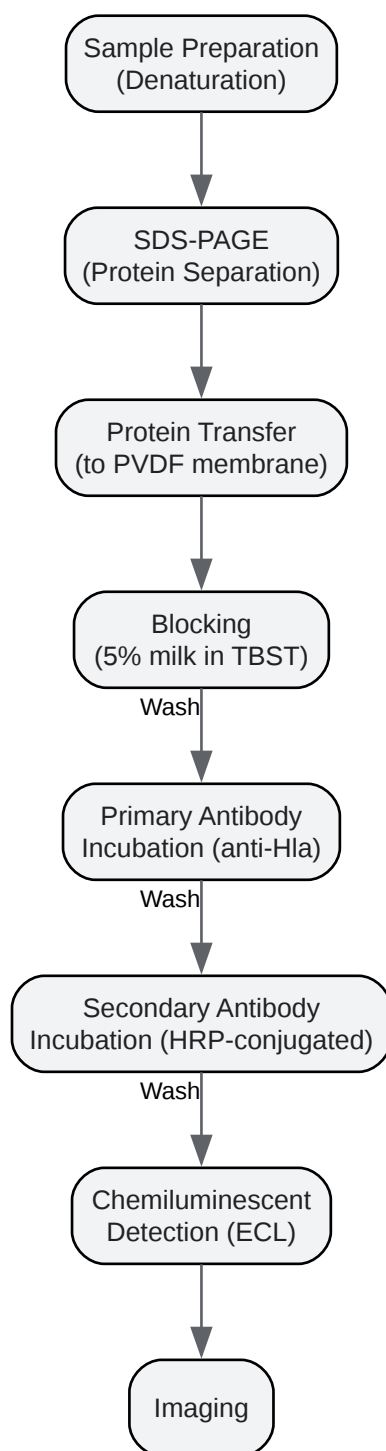 Sample Preparation
(Denaturation)
SDS-PAGE
(Protein Separation)
Protein Transfer
(to PVDF membrane)
Blocking
(5% milk in TBST)
Wash
Primary Antibody
Incubation (anti-Hla)
Wash
Secondary Antibody
Incubation (HRP-conjugated)
Wash
Chemiluminescent
Detection (ECL)
Imaging